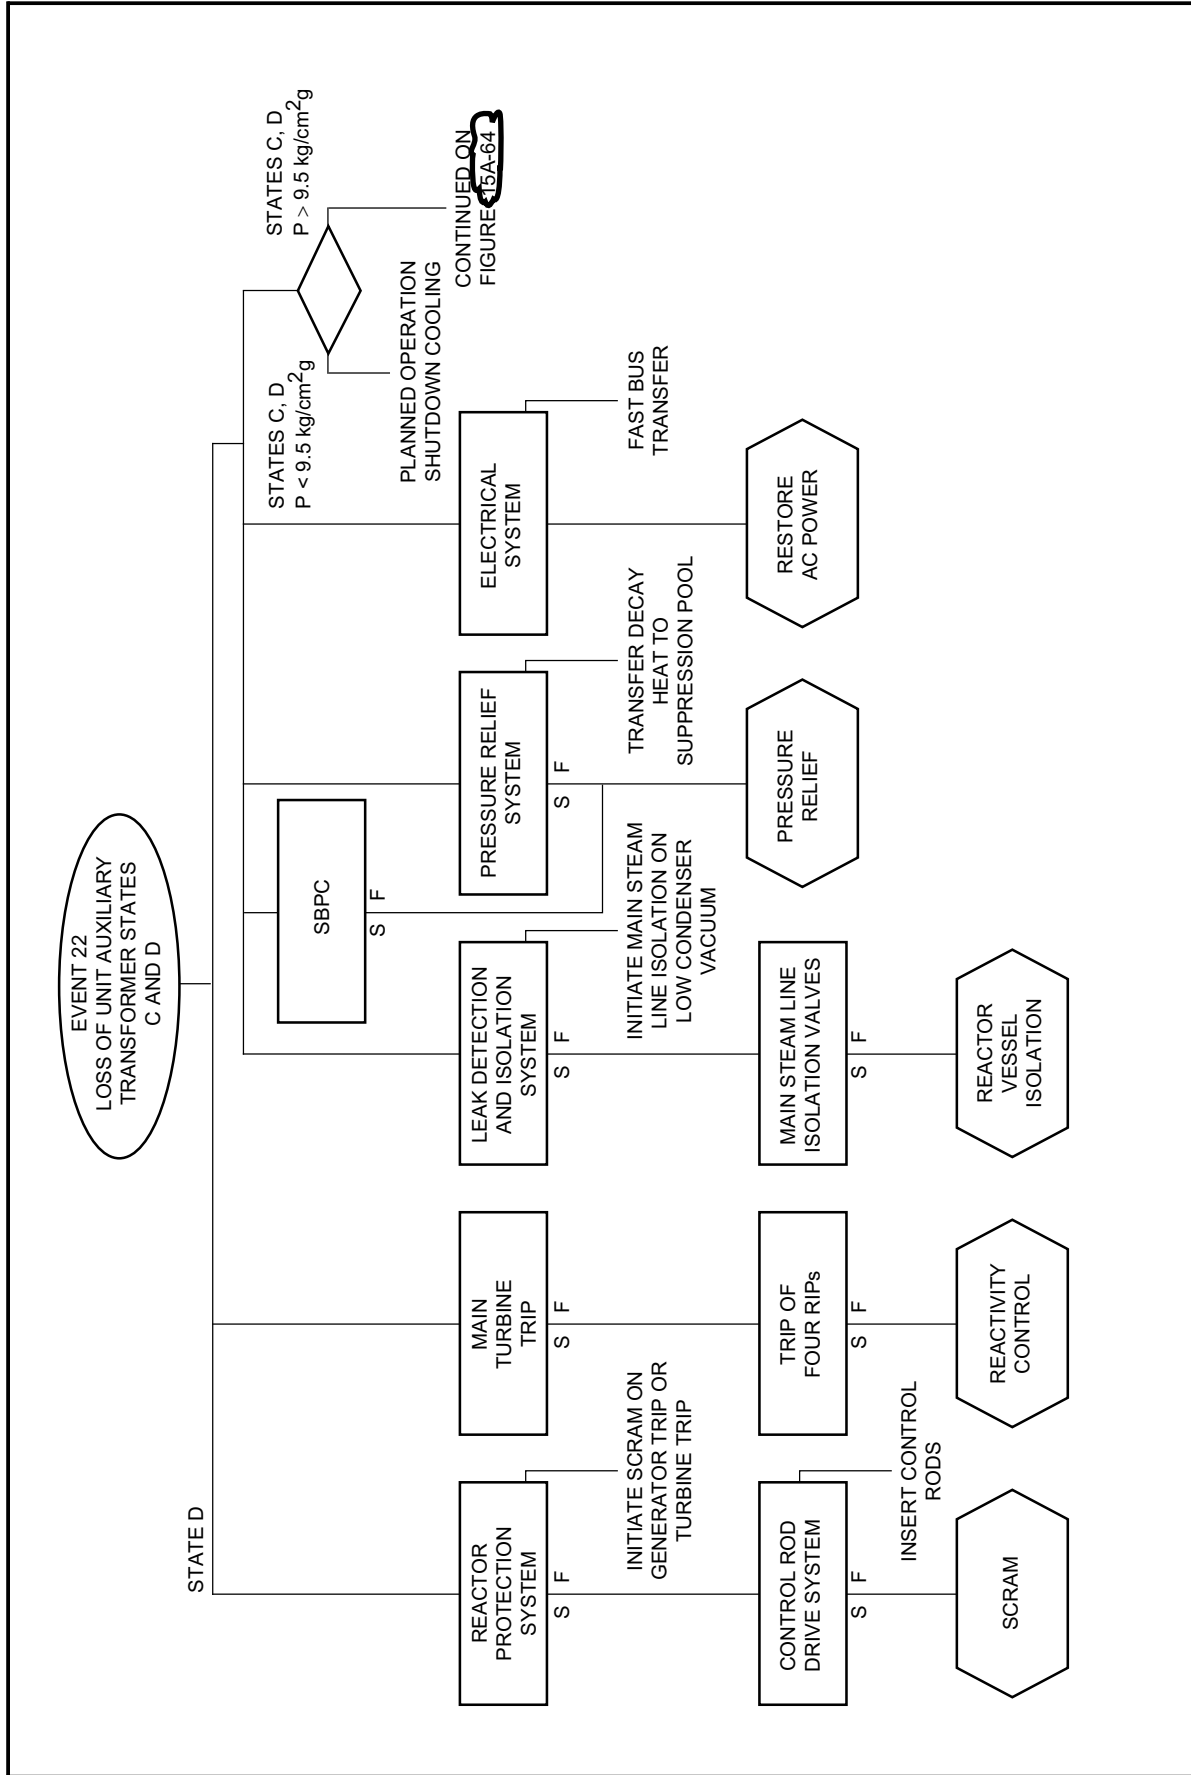 EVENT 22
LOSS OF UNIT AUXILIARY
TRANSFORMER STATES
C AND D
STATE D
STATES C, D
P < 9.5 kg/cm²g
STATES C, D
P > 9.5 kg/cm²g
PLANNED OPERATION
SHUTDOWN COOLING
CONTINUED ON
FIGURE 15A-64
SBPC
S F
REACTOR
PROTECTION
SYSTEM
S F
INITIATE SCRAM ON
GENERATOR TRIP OR
TURBINE TRIP
MAIN
TURBINE
TRIP
S F
LEAK DETECTION
AND ISOLATION
SYSTEM
S F
INITIATE MAIN STEAM
LINE ISOLATION ON
LOW CONDENSER
VACUUM
PRESSURE RELIEF
SYSTEM
S F
TRANSFER DECAY
HEAT TO
SUPPRESSION POOL
ELECTRICAL
SYSTEM
FAST BUS
TRANSFER
CONTROL ROD
DRIVE SYSTEM
S F
INSERT CONTROL
RODS
TRIP OF
FOUR RIPs
S F
MAIN STEAM LINE
ISOLATION VALVES
S F
PRESSURE
RELIEF
RESTORE
AC POWER
SCRAM
REACTIVITY
CONTROL
REACTOR
VESSEL
ISOLATION